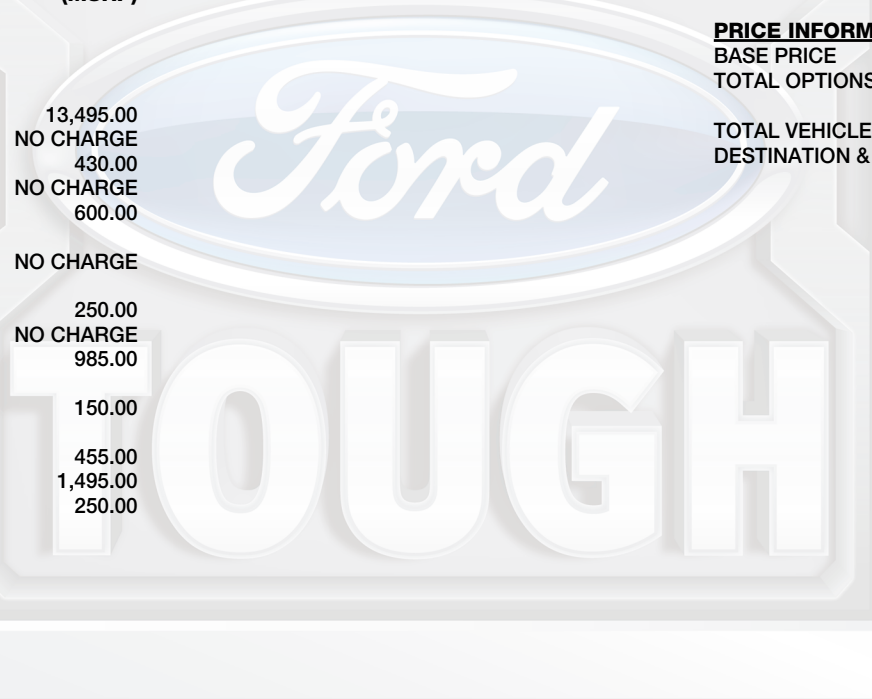 (MSRP)
13,495.00
NO CHARGE
430.00
NO CHARGE
600.00
NO CHARGE
250.00
NO CHARGE
985.00
150.00
455.00
1,495.00
250.00
PRICE INFORM
BASE PRICE
TOTAL OPTIONS
TOTAL VEHICLE
DESTINATION &
Ford
TOUGH